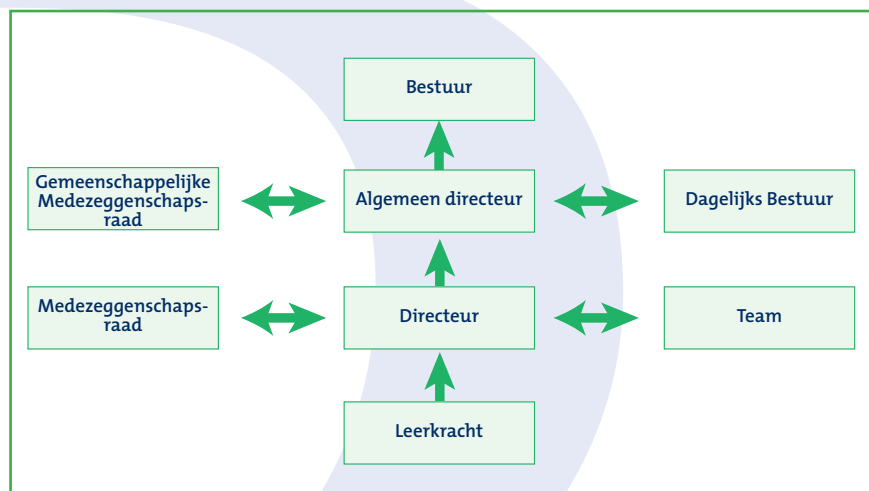 Bestuur
Gemeenschappelijke
Medezeggenschaps-
raad
Algemeen directeur
Dagelijks Bestuur
Medezeggenschaps-
raad
Directeur
Team
Leerkracht